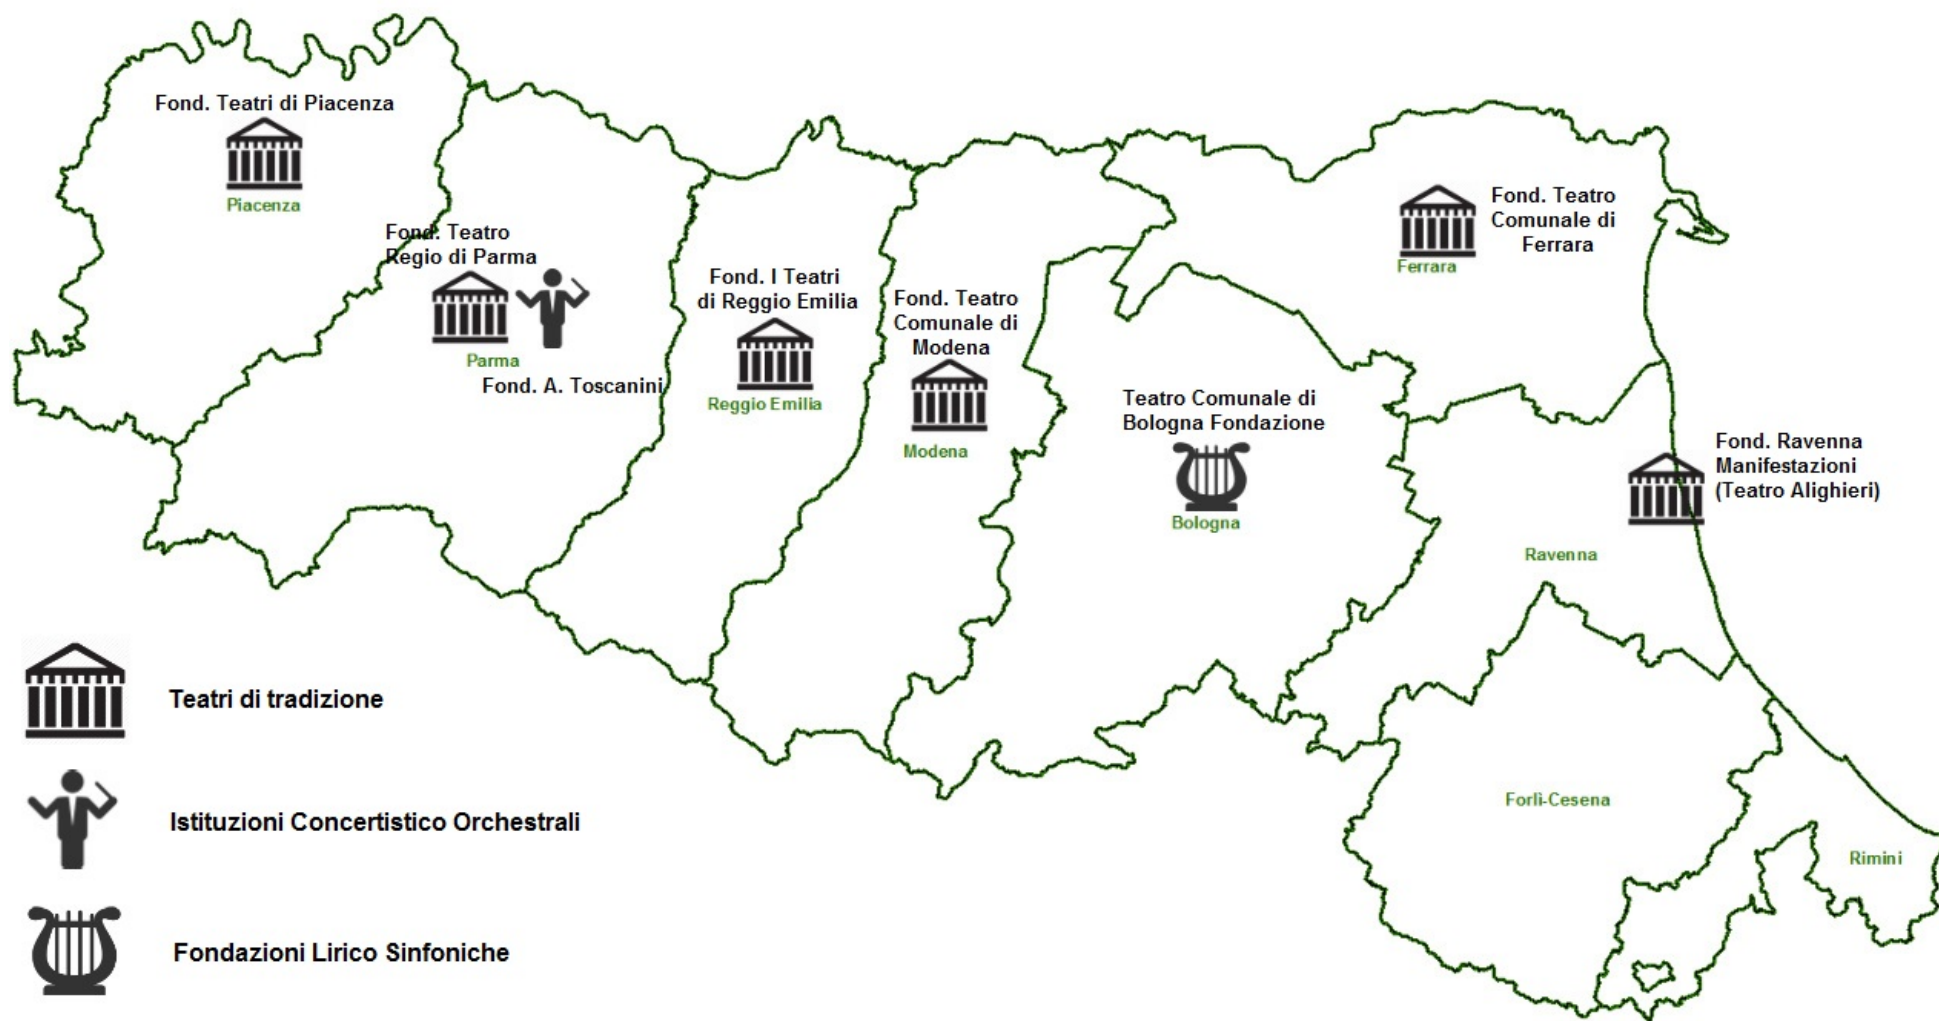 Fond. Teatri di Piacenza
Piacenza
Fond. Teatro
Regio di Parma
Parma
Fond. A. Toscanini
Fond. I Teatri
di Reggio Emilia
Reggio Emilia
Fond. Teatro
Comunale di
Modena
Modena
Teatro Comunale di
Bologna Fondazione
Bologna
Fond. Teatro
Comunale di
Ferrara
Ferrara
Fond. Ravenna
Manifestazioni
(Teatro Alighieri)
Ravenna
Forlì-Cesena
Rimini
Teatri di tradizione
Istituzioni Concertistico Orchestrali
Fondazioni Lirico Sinfoniche